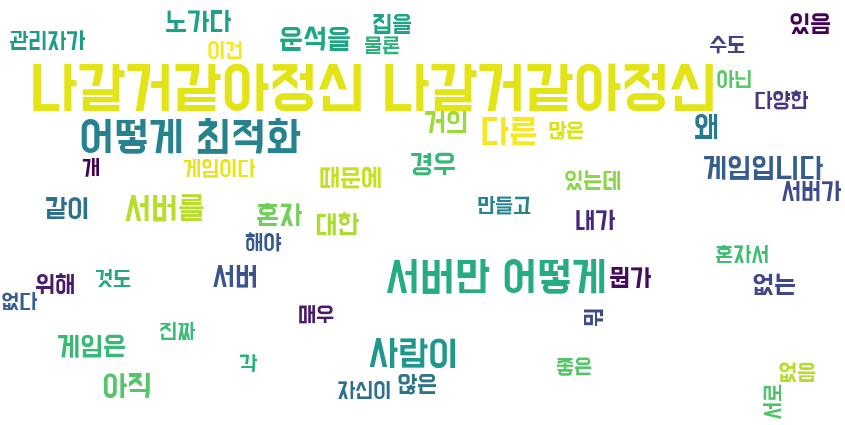 노가다
집을
있음
관리자가
이건
운석을
물론
수도
나갈거같아정신 나갈거같아정신
아닌
다양한
어떻게 최적화
거의
다른
많은
왜
개
게임이다
때문에
경우
있는데
게임입니다
서버가
같이
서버를
혼자
대한
만들고
내가
해야
혼자서
위해
것도
서버
서버만 어떻게
뭔가
없는
없다
매우
뭐
게임은
진짜
각
사람이
좋은
없음
아직
자신이
않은
서로